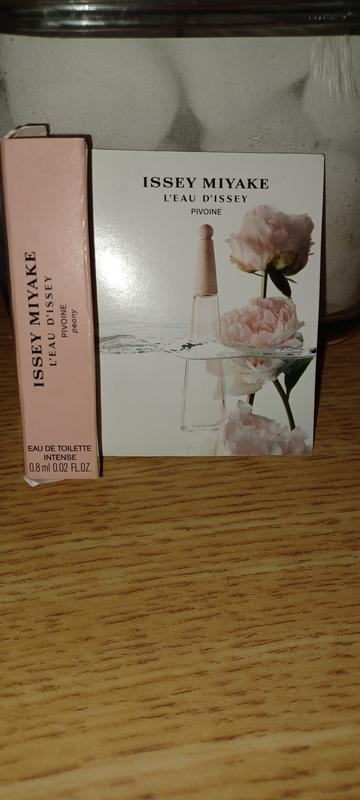 ISSEY MIYAKE
L'EAU D'ISSEY
PIVOINE
peony
EAU DE TOILETTE
INTENSE
0.8 ml 0.02 FL.OZ.
ISSEY MIYAKE
L'EAU D'ISSEY
PIVOINE